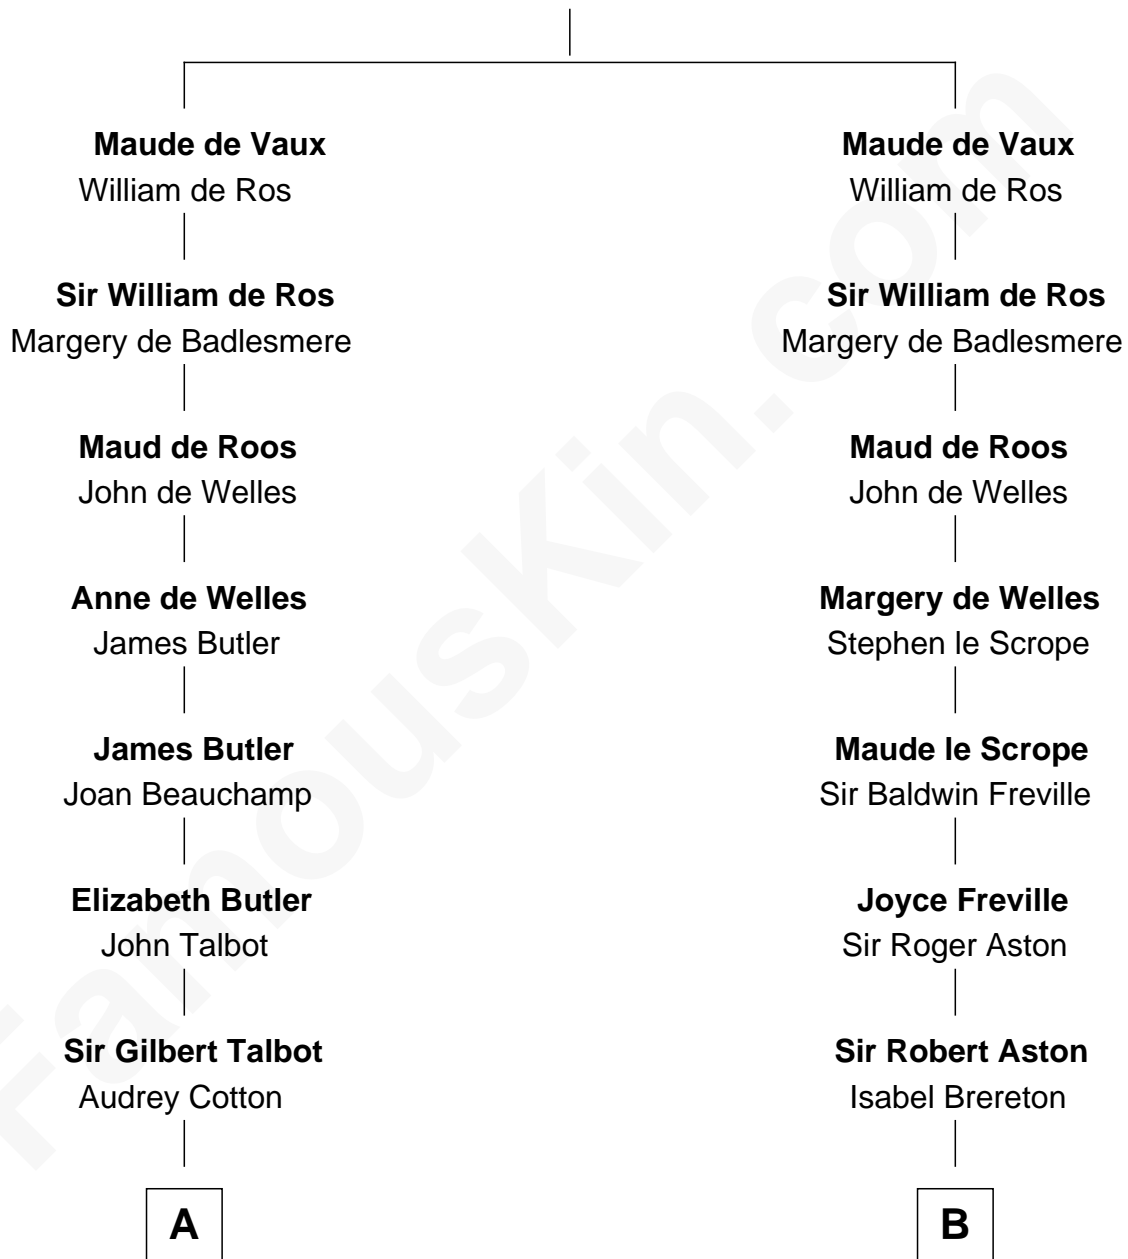 Maude de Vaux
William de Ros
Sir William de Ros
Margery de Badlesmere
Maud de Roos
John de Welles
Anne de Welles
James Butler
James Butler
Joan Beauchamp
Elizabeth Butler
John Talbot
Sir Gilbert Talbot
Audrey Cotton
A
Maude de Vaux
William de Ros
Sir William de Ros
Margery de Badlesmere
Maud de Roos
John de Welles
Margery de Welles
Stephen le Scrope
Maude le Scrope
Sir Baldwin Freville
Joyce Freville
Sir Roger Aston
Sir Robert Aston
Isabel Brereton
B
FamousKin.com